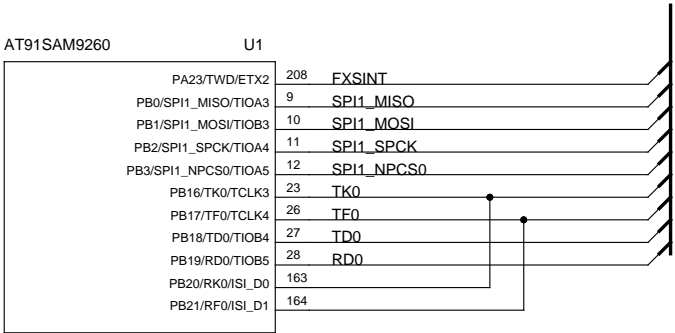 AT91SAM9260 U1
PA23/TWD/ETX2 208 FXSINT
PB0/SPI1_MISO/TIOA3 9 SPI1_MISO
PB1/SPI1_MOSI/TIOB3 10 SPI1_MOSI
PB2/SPI1_SPCK/TIOA4 11 SPI1_SPCK
PB3/SPI1_NPCS0/TIOA5 12 SPI1_NPCS0
PB16/TK0/TCLK3 23 TK0
PB17/TF0/TCLK4 26 TF0
PB18/TD0/TIOB4 27 TD0
PB19/RD0/TIOB5 28 RD0
PB20/RK0/ISI_D0 163
PB21/RF0/ISI_D1 164